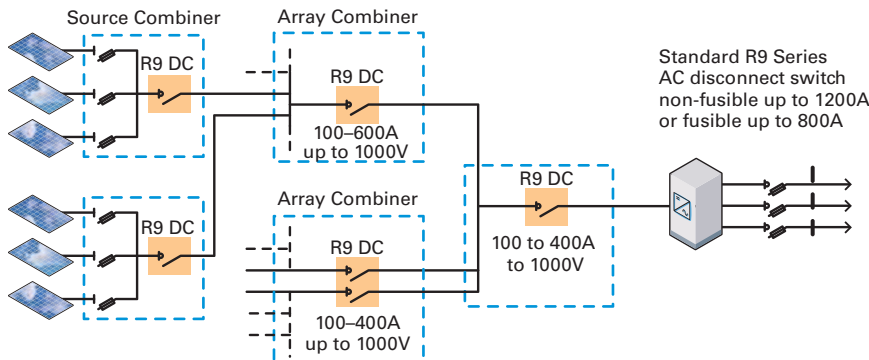 Source Combiner
R9 DC
R9 DC
Array Combiner
R9 DC
100–600A
up to 1000V
Array Combiner
R9 DC
100–400A
up to 1000V
R9 DC
100 to 400A
to 1000V
Standard R9 Series
AC disconnect switch
non-fusible up to 1200A
or fusible up to 800A